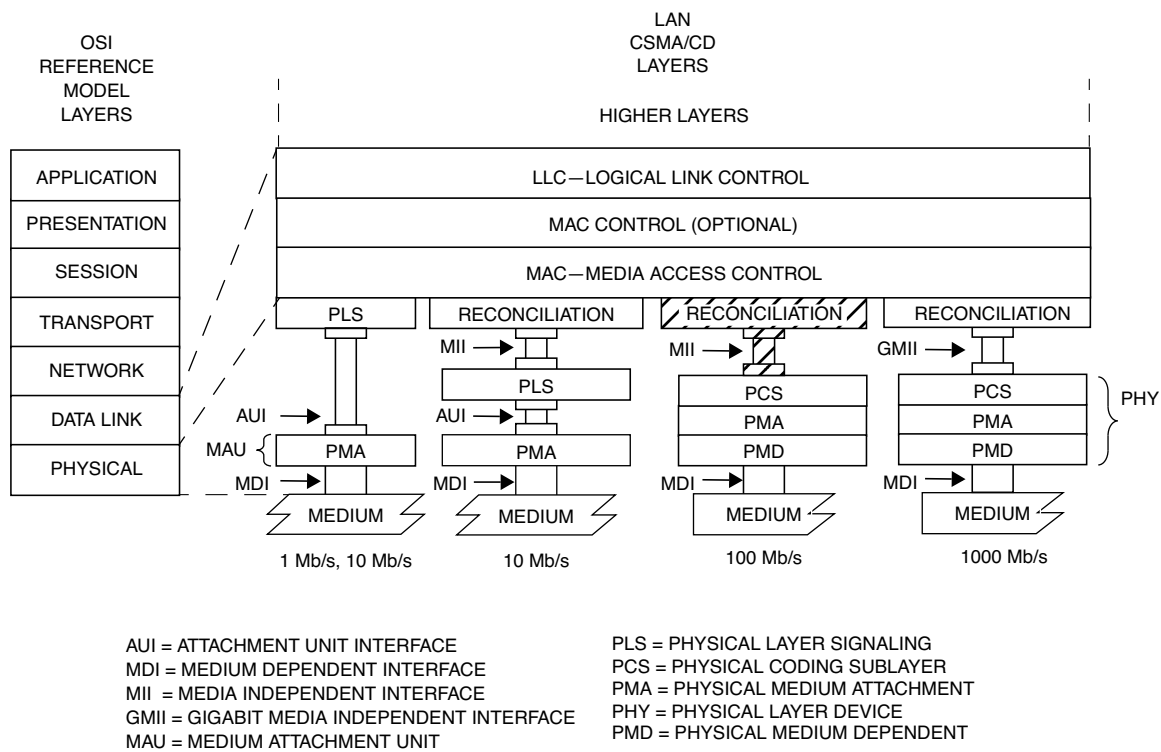 OSI
REFERENCE
MODEL
LAYERS
LAN
CSMA/CD
LAYERS
HIGHER LAYERS
APPLICATION
PRESENTATION
SESSION
TRANSPORT
NETWORK
DATA LINK
PHYSICAL
LLC—LOGICAL LINK CONTROL
MAC CONTROL (OPTIONAL)
MAC—MEDIA ACCESS CONTROL
PLS
AUI
MAU
PMA
MDI
MEDIUM
1 Mb/s, 10 Mb/s
RECONCILIATION
MII
PLS
AUI
PMA
MDI
MEDIUM
10 Mb/s
RECONCILIATION
MII
PCS
PMA
PMD
MDI
MEDIUM
100 Mb/s
RECONCILIATION
GMII
PCS
PMA
PMD
PHY
MDI
MEDIUM
1000 Mb/s
AUI = ATTACHMENT UNIT INTERFACE
MDI = MEDIUM DEPENDENT INTERFACE
MII = MEDIA INDEPENDENT INTERFACE
GMII = GIGABIT MEDIA INDEPENDENT INTERFACE
MAU = MEDIUM ATTACHMENT UNIT
PLS = PHYSICAL LAYER SIGNALING
PCS = PHYSICAL CODING SUBLAYER
PMA = PHYSICAL MEDIUM ATTACHMENT
PHY = PHYSICAL LAYER DEVICE
PMD = PHYSICAL MEDIUM DEPENDENT